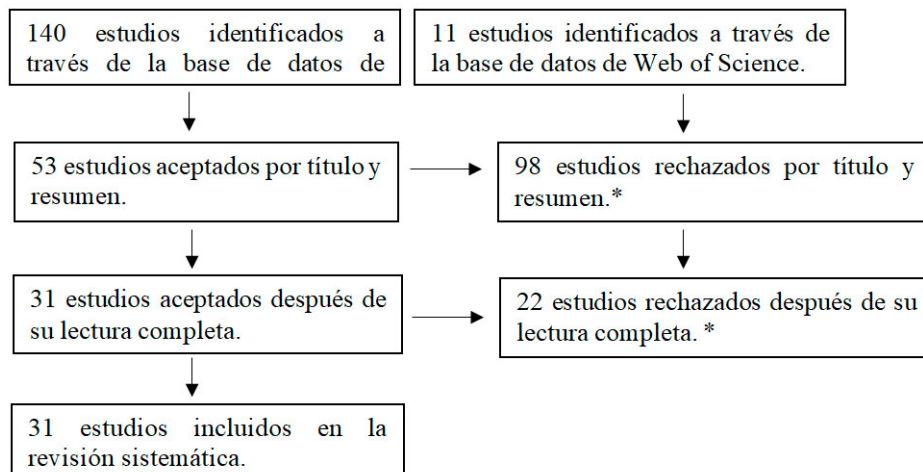 140 estudios identificados a
través de la base de datos de
11 estudios identificados a través de
la base de datos de Web of Science.
53 estudios aceptados por título y
resumen.
98 estudios rechazados por título y
resumen.*
31 estudios aceptados después de
su lectura completa.
22 estudios rechazados después de su
lectura completa. *
31 estudios incluidos en la
revisión sistemática.